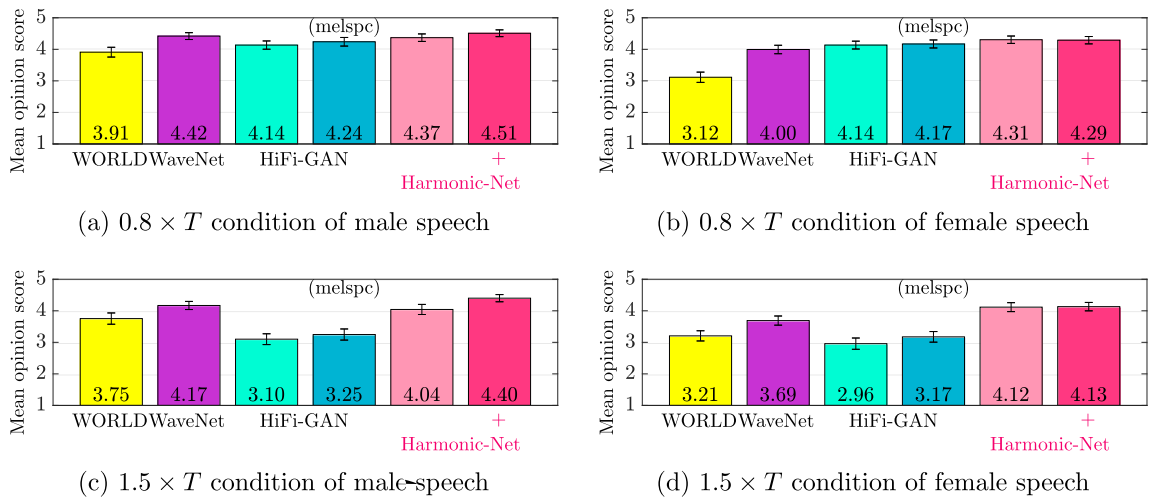 Mean opinion score
5
4
3
2
1
(melspc)
3.91 4.42 4.14 4.24 4.37 4.51
WORLD WaveNet HiFi-GAN +
Harmonic-Net
(a) 0.8 × T condition of male speech
Mean opinion score
5
4
3
2
1
(melspc)
3.12 4.00 4.14 4.17 4.31 4.29
WORLD WaveNet HiFi-GAN +
Harmonic-Net
(b) 0.8 × T condition of female speech
Mean opinion score
5
4
3
2
1
(melspc)
3.75 4.17 3.10 3.25 4.04 4.40
WORLD WaveNet HiFi-GAN +
Harmonic-Net
(c) 1.5 × T condition of male speech
Mean opinion score
5
4
3
2
1
(melspc)
3.21 3.69 2.96 3.17 4.12 4.13
WORLD WaveNet HiFi-GAN +
Harmonic-Net
(d) 1.5 × T condition of female speech